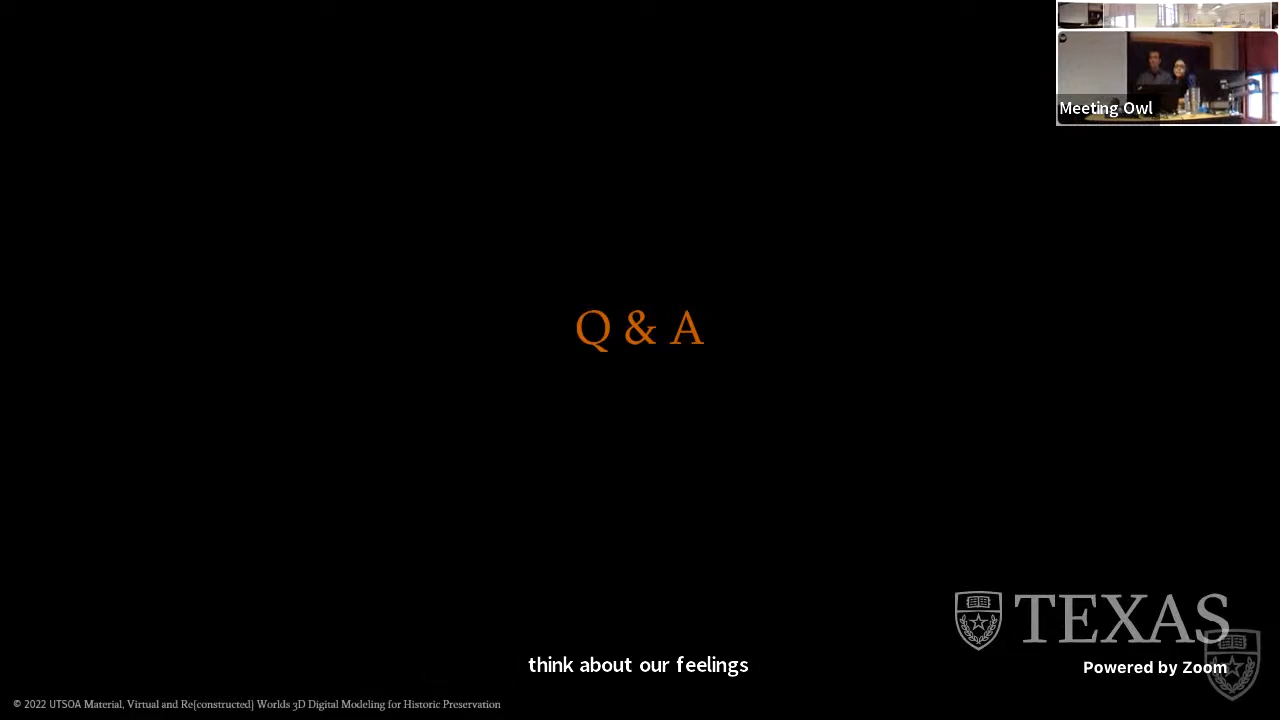 Meeting Owl
Q & A
TEXAS
think about our feelings
Powered by Zoom
© 2022 UTSOA Material, Virtual and Re[constructed] Worlds 3D Digital Modeling for Historic Preservation